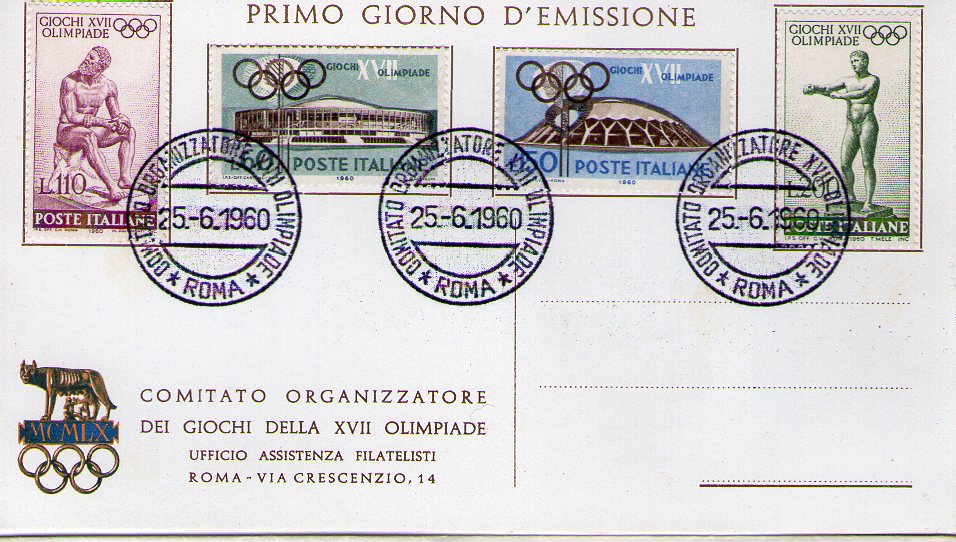 PRIMO GIORNO D'EMISSIONE
GIOCHI XVII
OLIMPIADE
L.110
POSTE ITALIANE
GIOCHI XVII OLIMPIADE
POSTE ITALIANE
1960
GIOCHI XVII OLIMPIADE
POSTE ITALIANE
1960
GIOCHI XVII
OLIMPIADE
L.200
POSTE ITALIANE
COMITATO ORGANIZZATORE XVII OLIMPIADE
25.-6.1960
* ROMA *
COMITATO ORGANIZZATORE XVII OLIMPIADE
25.-6.1960
* ROMA *
COMITATO ORGANIZZATORE XVII OLIMPIADE
25.-6.1960
* ROMA *
MCMLX
COMITATO ORGANIZZATORE
DEI GIOCHI DELLA XVII OLIMPIADE
UFFICIO ASSISTENZA FILATELISTI
ROMA - VIA CRESCENZIO, 14